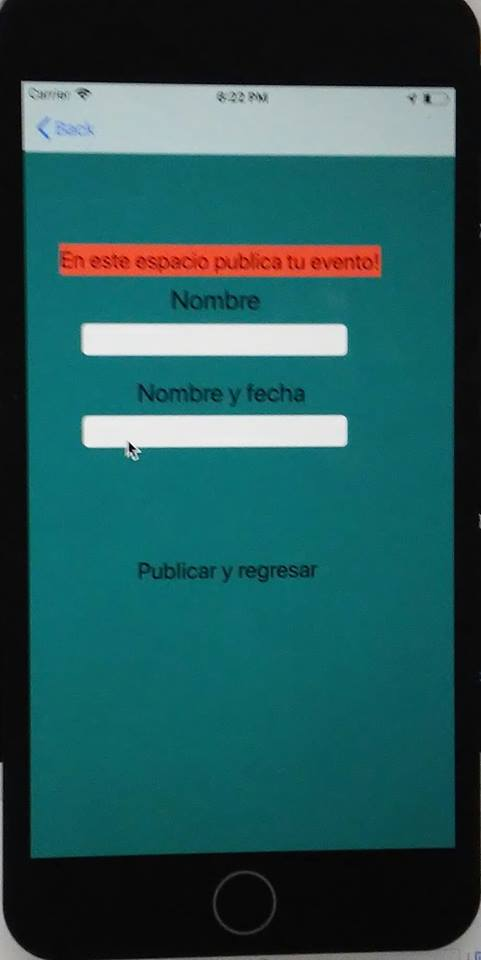 Carrier 6:22 PM
Back
En este espacio publica tu evento!
Nombre
Nombre y fecha
Publicar y regresar